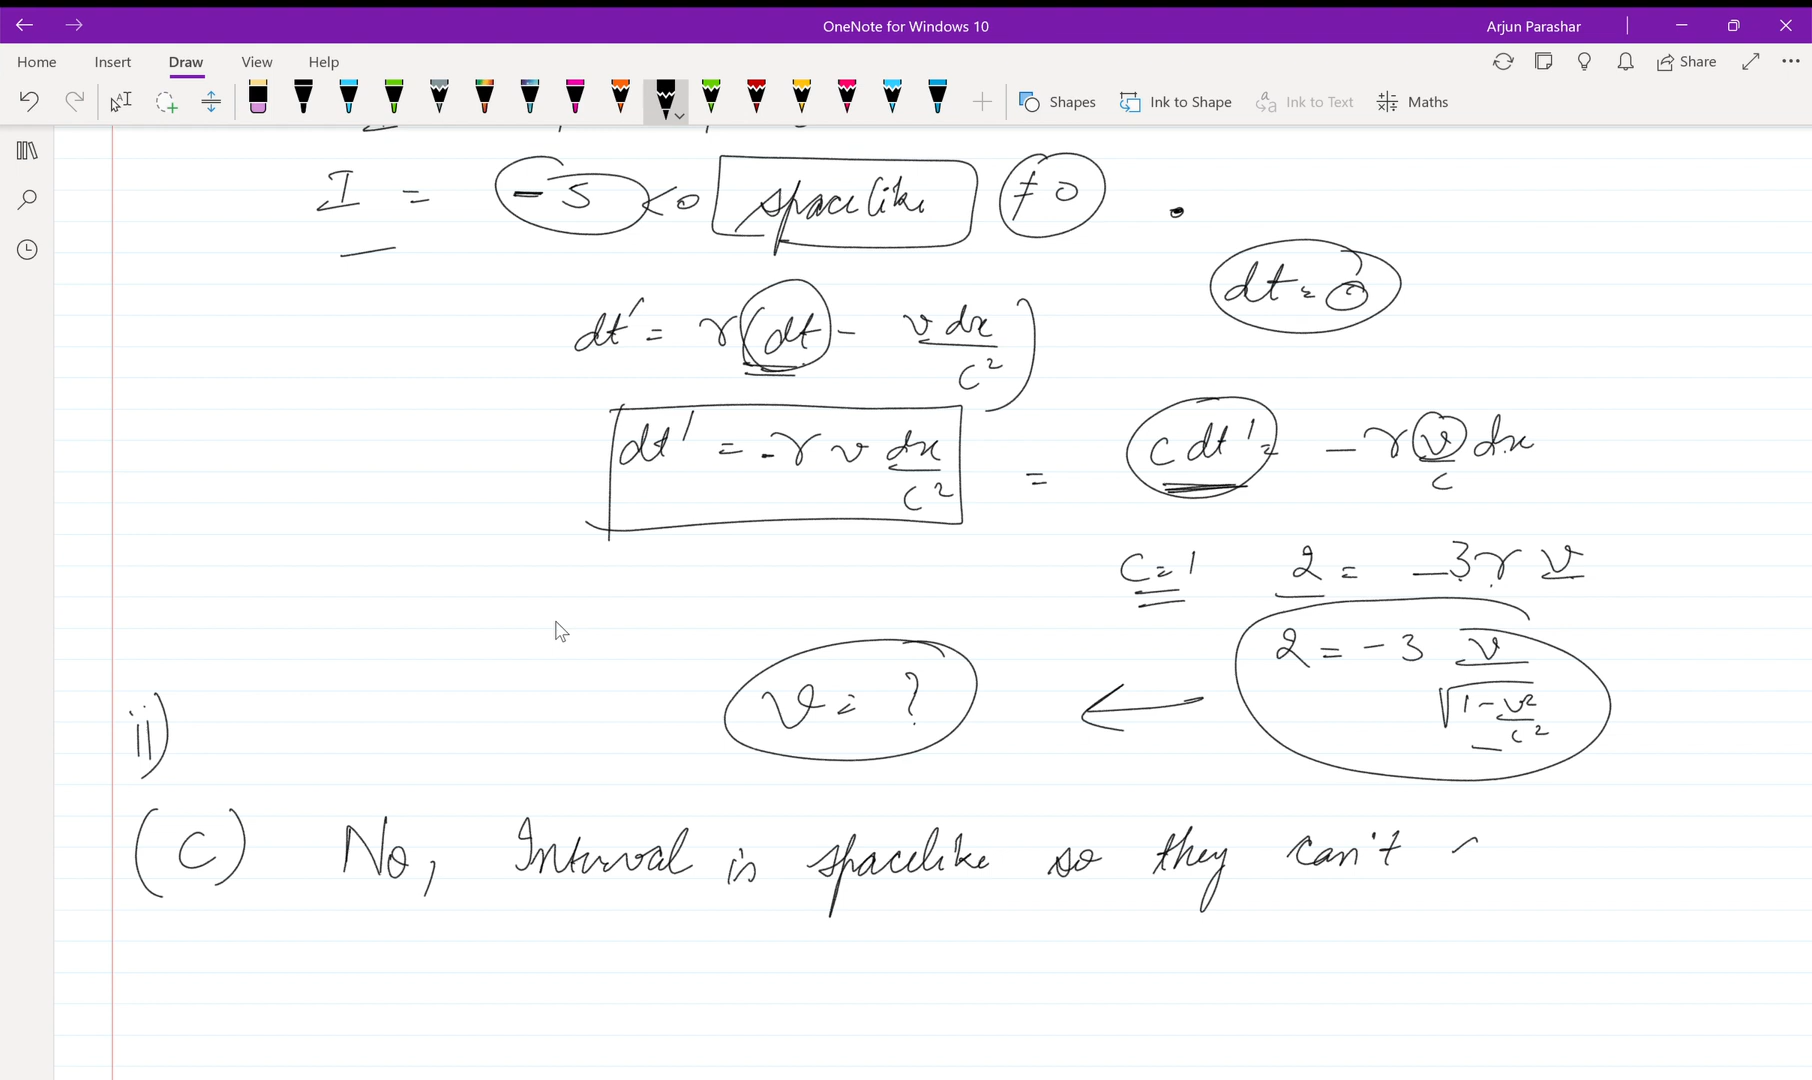 OneNote for Windows 10
Arjun Parashar
Home Insert Draw View Help
Share
Shapes Ink to Shape Ink to Text Maths
I = -5 < 0 spacelike ≠ 0 .
dt = 0
dt' = γ(dt - v dx/c²)
dt' = -γ v dx/c² = c dt' = -γ v/c dx
c = 1 2 = -3γ v
2 = -3 v/√(1 - v²/c²)
v = ? ←
ii)
(C) No, Interval is spacelike so they can't